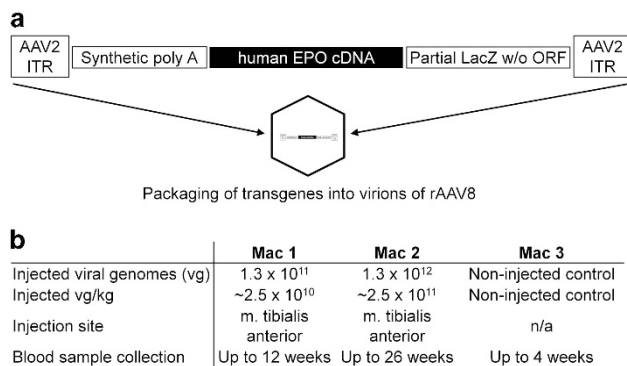 a
AAV2 ITR Synthetic poly A human EPO cDNA Partial LacZ w/o ORF AAV2 ITR
Packaging of transgenes into virions of rAAV8
b
Mac 1 Mac 2 Mac 3
Injected viral genomes (vg) 1.3 x 10¹¹ 1.3 x 10¹² Non-injected control
Injected vg/kg ~2.5 x 10¹⁰ ~2.5 x 10¹¹ Non-injected control
Injection site m. tibialis anterior m. tibialis anterior n/a
Blood sample collection Up to 12 weeks Up to 26 weeks Up to 4 weeks